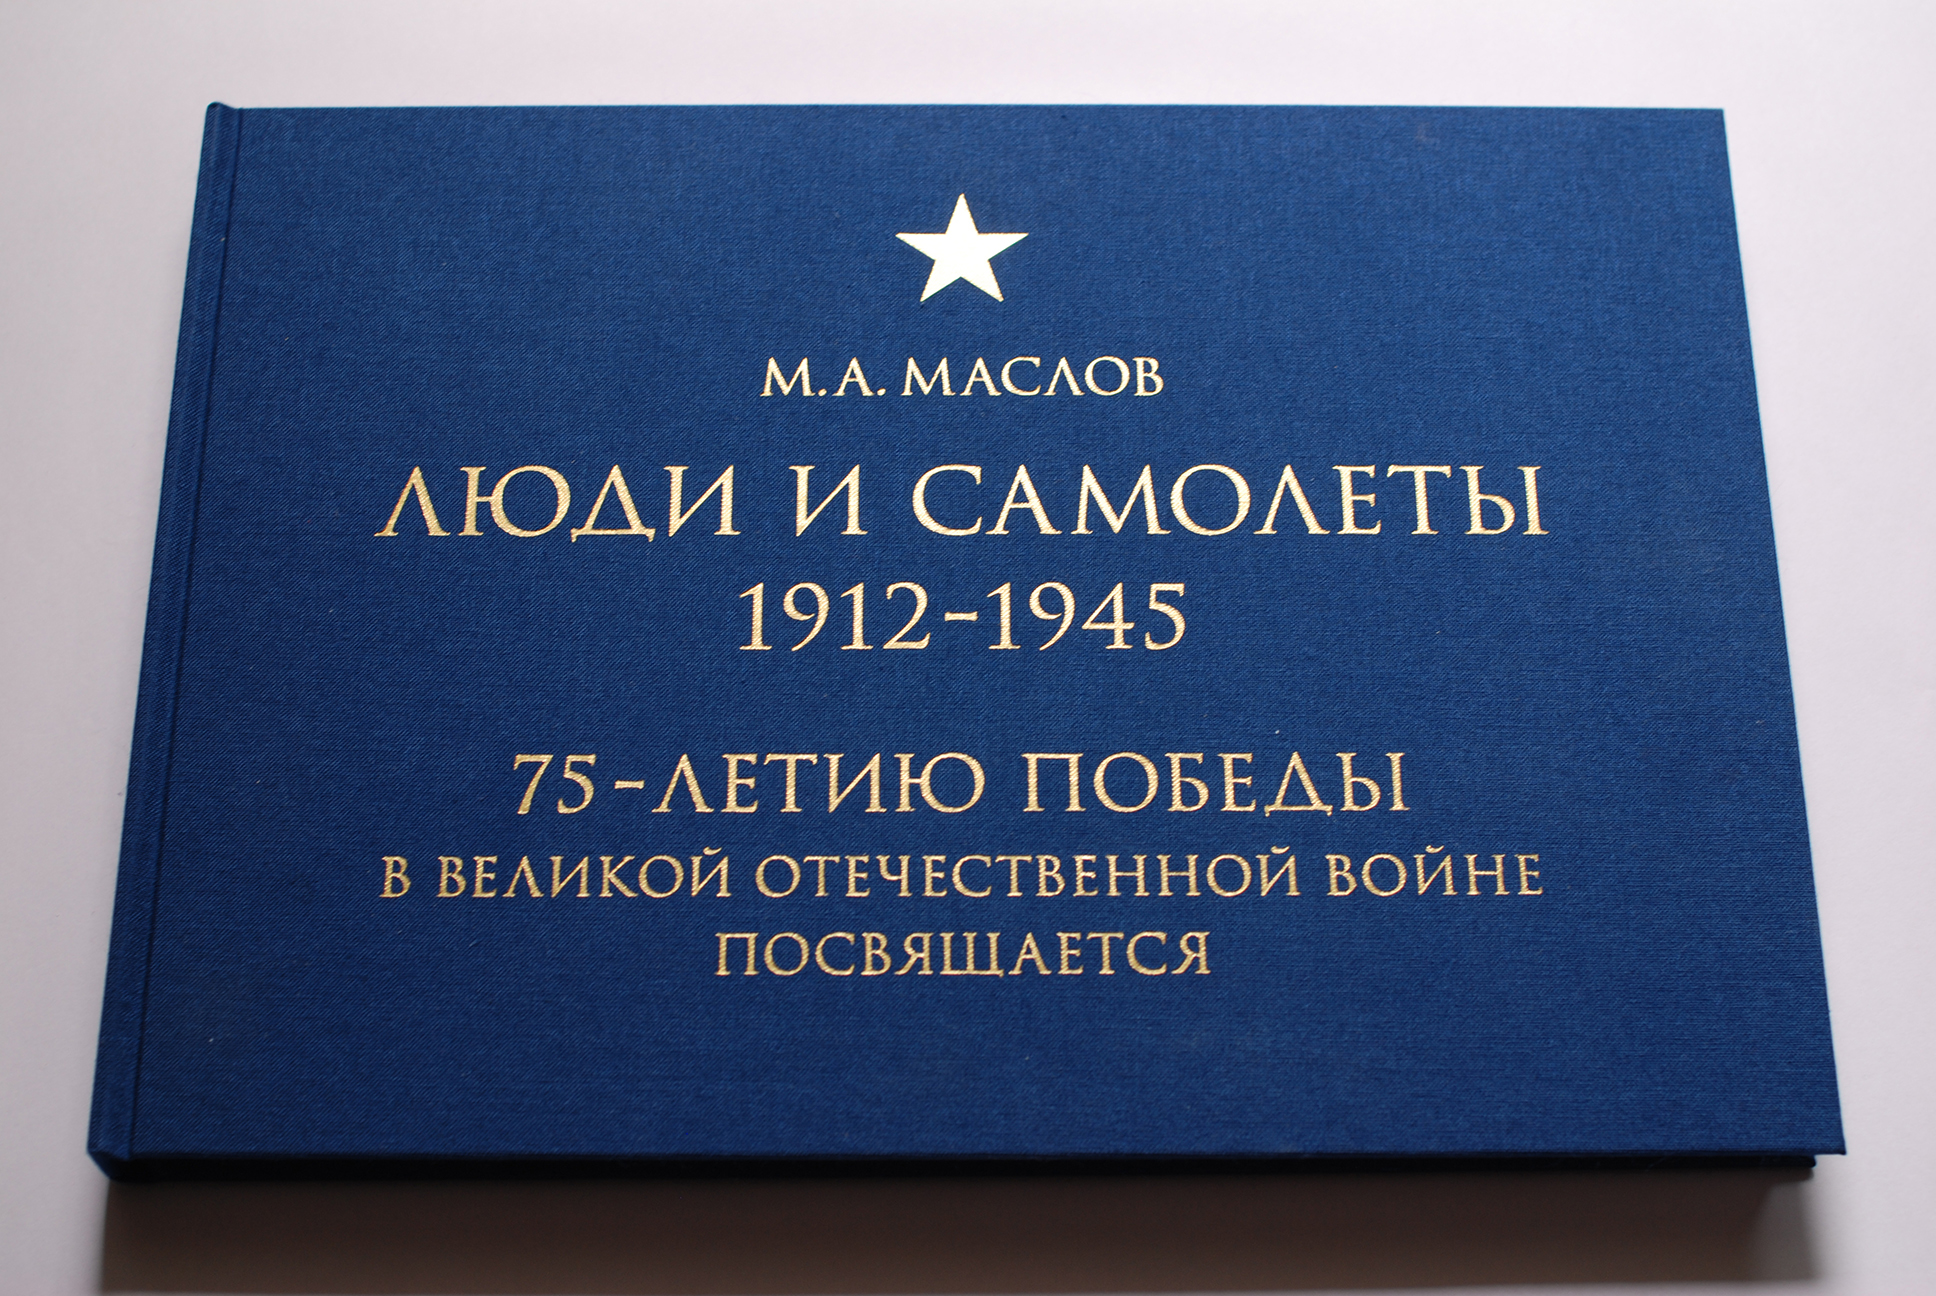 М.А. МАСЛОВ
ЛЮДИ И САМОЛЕТЫ
1912-1945
75-ЛЕТИЮ ПОБЕДЫ
В ВЕЛИКОЙ ОТЕЧЕСТВЕННОЙ ВОЙНЕ
ПОСВЯЩАЕТСЯ